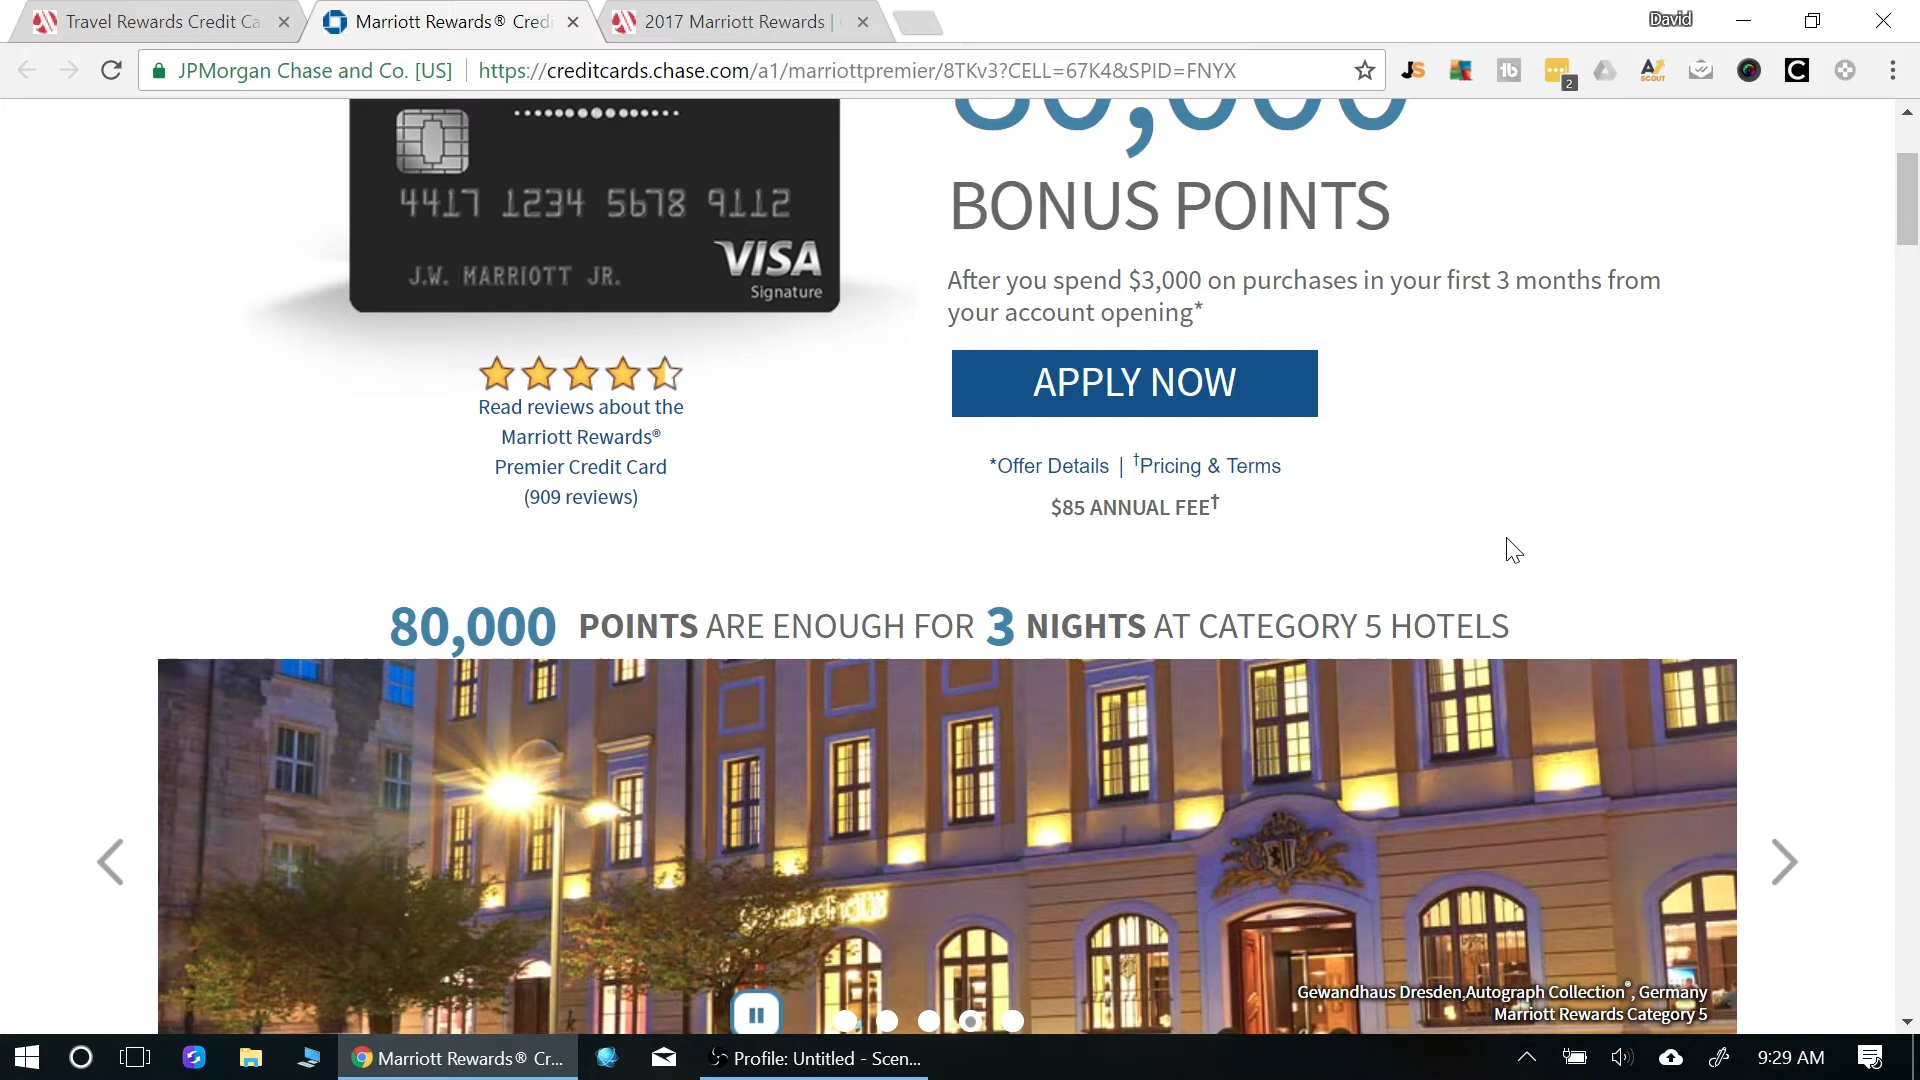 Travel Rewards Credit Ca
Marriott Rewards® Credi
2017 Marriott Rewards |
David
JPMorgan Chase and Co. [US]
https://creditcards.chase.com/a1/marriottpremier/8TKv3?CELL=67K4&SPID=FNYX
2
80,000
BONUS POINTS
After you spend $3,000 on purchases in your first 3 months from
your account opening*
APPLY NOW
*Offer Details | †Pricing & Terms
$85 ANNUAL FEE†
4417 1234 5678 9112
J.W. MARRIOTT JR.
VISA
Signature
Read reviews about the
Marriott Rewards®
Premier Credit Card
(909 reviews)
80,000 POINTS ARE ENOUGH FOR 3 NIGHTS AT CATEGORY 5 HOTELS
Gewandhaus Dresden,Autograph Collection®, Germany
Marriott Rewards Category 5
Marriott Rewards® Cr...
Profile: Untitled - Scen...
9:29 AM